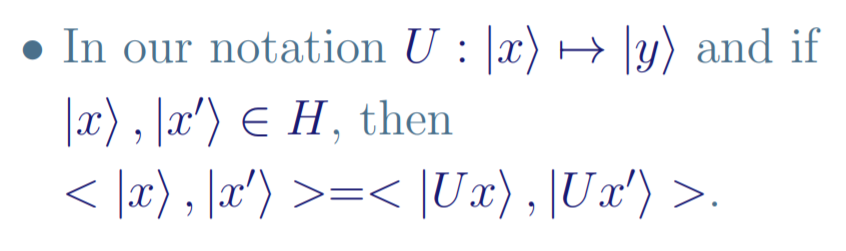 • In our notation U : |x⟩ ↦ |y⟩ and if
|x⟩ , |x′⟩ ∈ H, then
< |x⟩ , |x′⟩ >=< |Ux⟩ , |Ux′⟩ >.